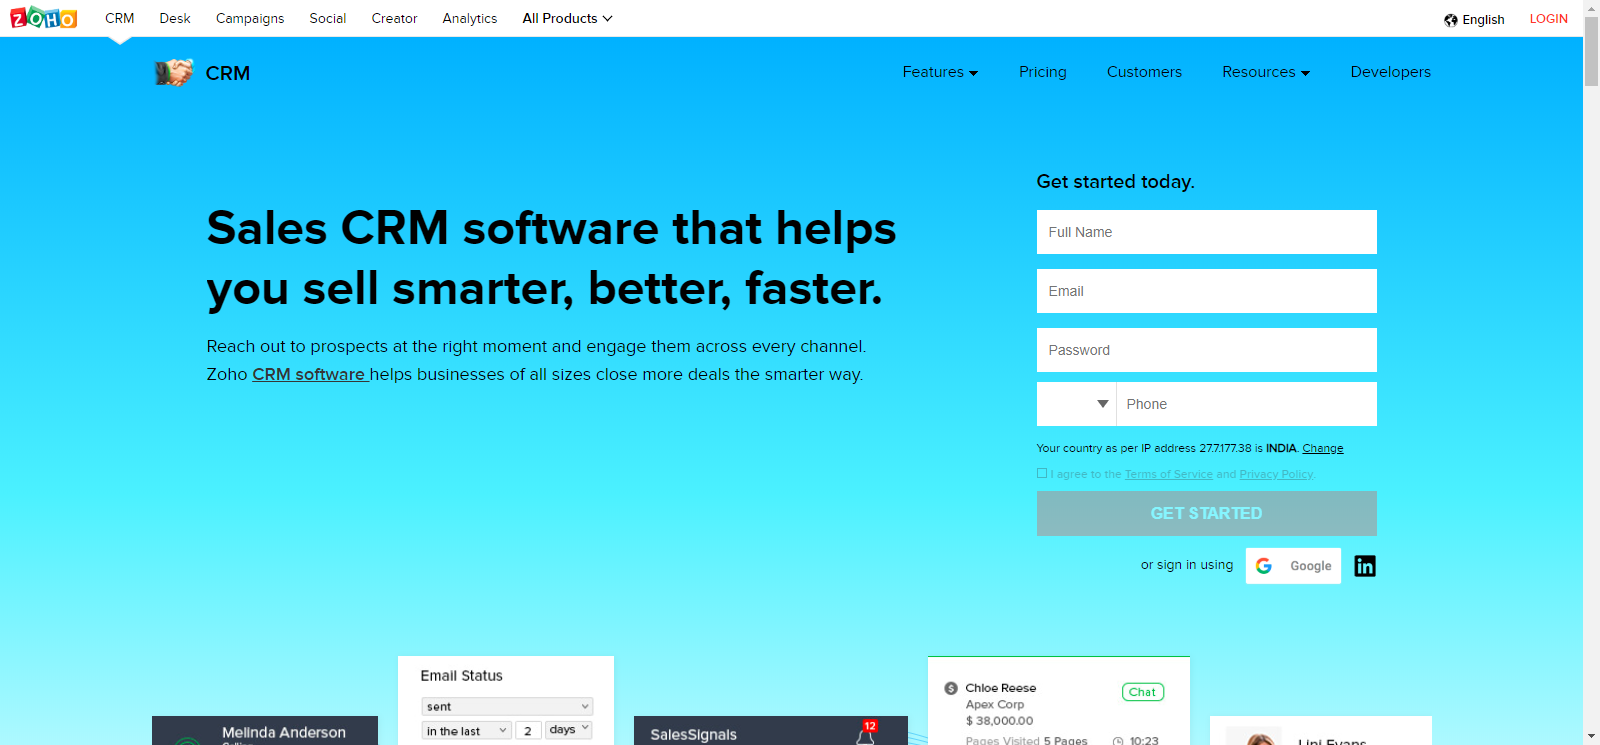 ZOHO CRM Desk Campaigns Social Creator Analytics All Products English LOGIN
CRM Features Pricing Customers Resources Developers
Get started today.
Sales CRM software that helps
you sell smarter, better, faster.
Reach out to prospects at the right moment and engage them across every channel.
Zoho CRM software helps businesses of all sizes close more deals the smarter way.
Full Name
Email
Password
Phone
Your country as per IP address 27.7.177.38 is INDIA. Change
I agree to the Terms of Service and Privacy Policy.
GET STARTED
or sign in using Google in
Melinda Anderson
Email Status
sent
in the last 2 days
SalesSignals 12
$ Chloe Reese Chat
Apex Corp
$ 38,000.00
Pages Visited 5 Pages 10:23